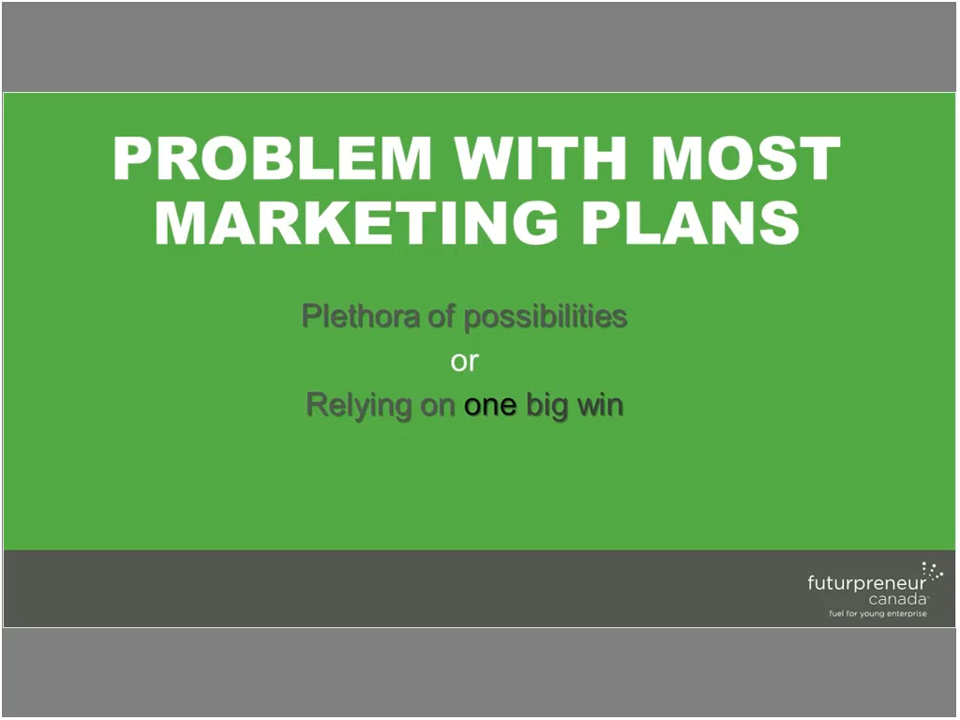 PROBLEM WITH MOST
MARKETING PLANS
Plethora of possibilities
or
Relying on one big win
futurpreneur
canada
fuel for young enterprise